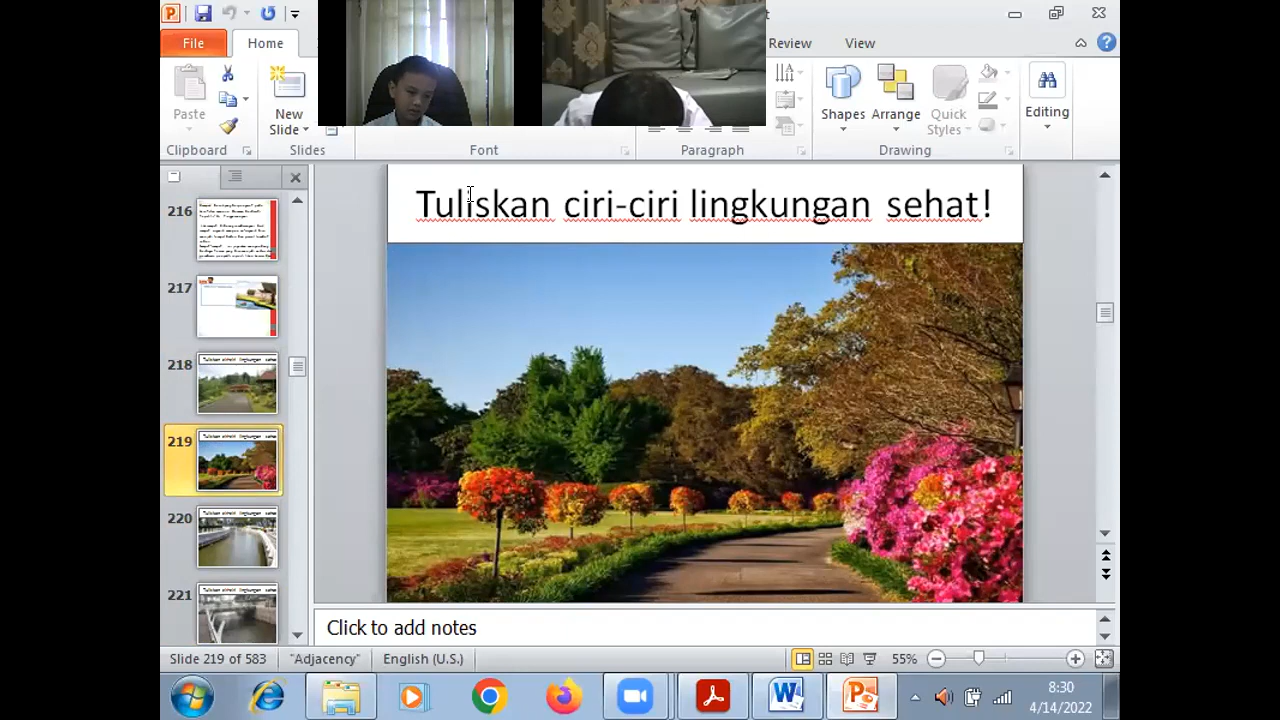 File
Home
Review
View
Paste
New
Slide
Shapes
Arrange
Quick
Styles
Editing
Clipboard
Slides
Font
Paragraph
Drawing
Tuliskan ciri-ciri lingkungan sehat!
216
217
218
219
220
221
Click to add notes
Slide 219 of 583
"Adjacency"
English (U.S.)
55%
8:30
4/14/2022